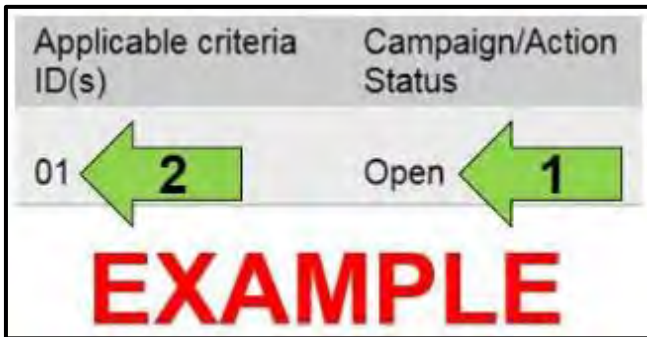 Applicable criteria ID(s)
Campaign/Action Status
01
2
Open
1
EXAMPLE